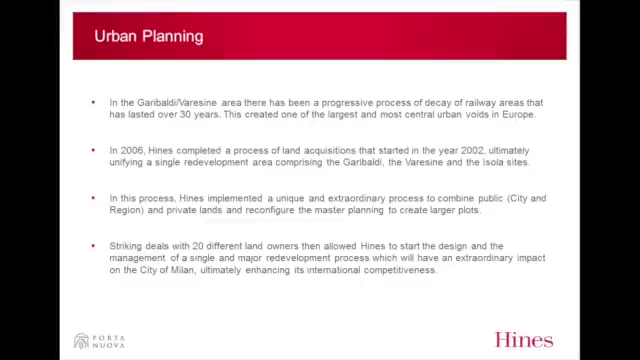 Urban Planning
▪ In the Garibaldi/Varesine area there has been a progressive process of decay of railway areas that
has lasted over 30 years. This created one of the largest and most central urban voids in Europe.
▪ In 2006, Hines completed a process of land acquisitions that started in the year 2002, ultimately
unifying a single redevelopment area comprising the Garibaldi, the Varesine and the Isola sites.
▪ In this process, Hines implemented a unique and extraordinary process to combine public (City and
Region) and private lands and reconfigure the master planning to create larger plots.
▪ Striking deals with 20 different land owners then allowed Hines to start the design and the
management of a single and major redevelopment process which will have an extraordinary impact
on the City of Milan, ultimately enhancing its international competitiveness.
PORTA
NUOVA
Hines